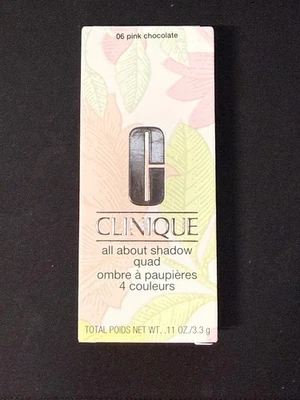 06 pink chocolate
C
CLINIQUE
all about shadow
quad
ombre à paupières
4 couleurs
TOTAL POIDS NET WT. .11 OZ./3.3 g